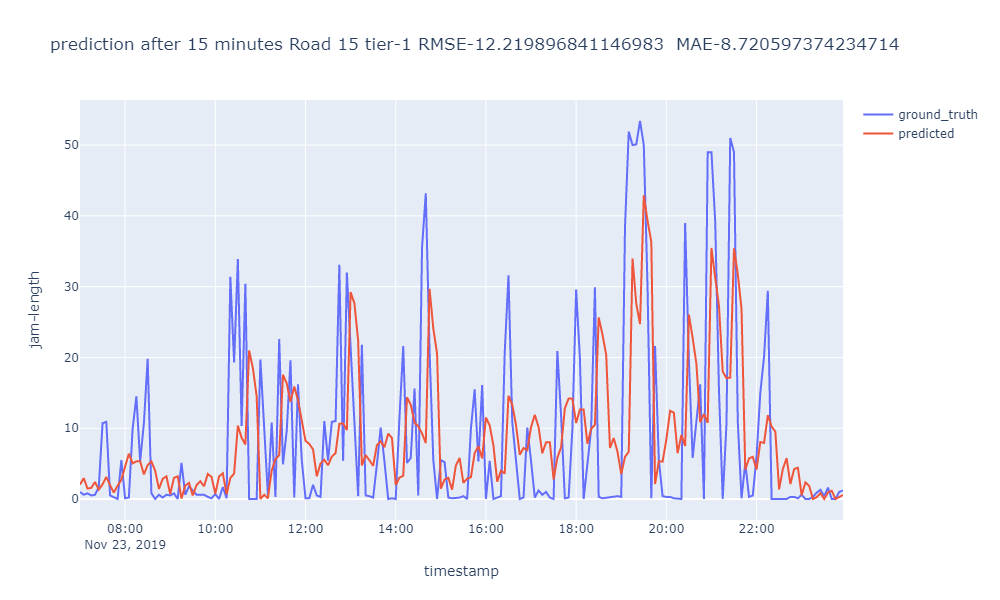 prediction after 15 minutes Road 15 tier-1 RMSE-12.219896841146983  MAE-8.720597374234714
ground_truth
predicted
50
40
30
20
10
0
jam-length
08:00 10:00 12:00 14:00 16:00 18:00 20:00 22:00
Nov 23, 2019
timestamp